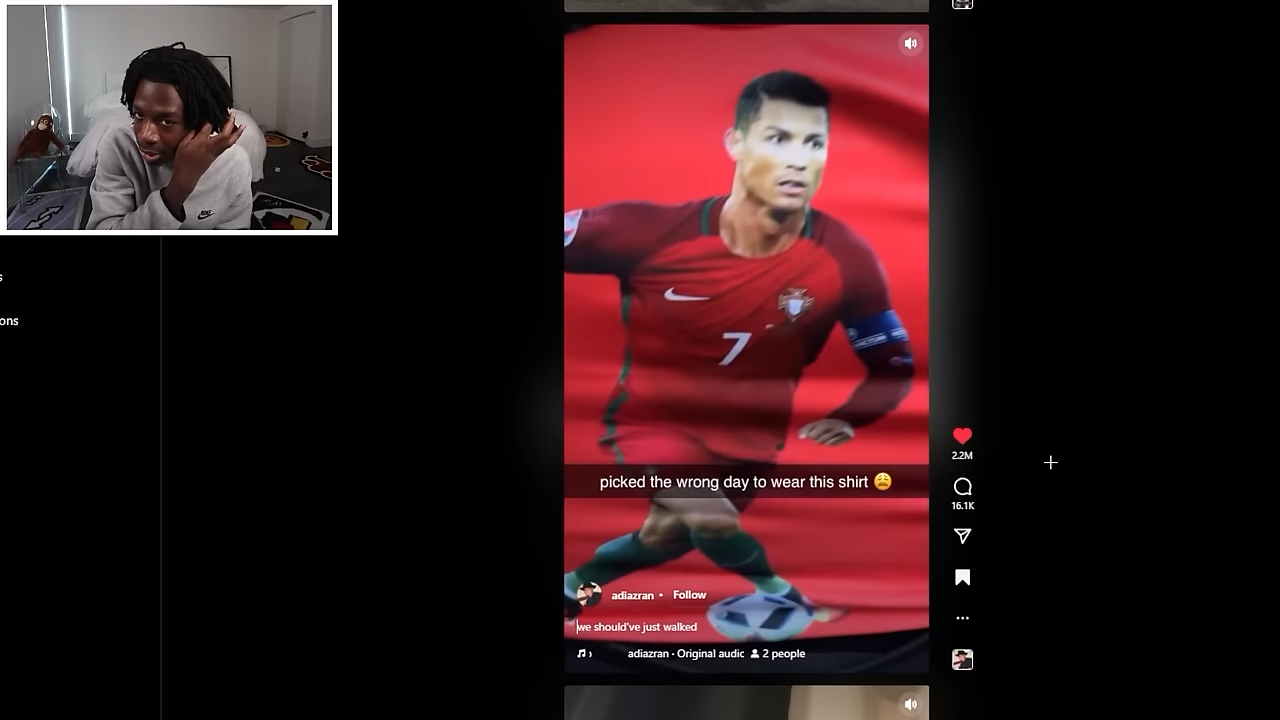 s
ons
7
picked the wrong day to wear this shirt 😩
2.2M
16.1K
adiazran • Follow
we should've just walked
adiazran · Original audic 2 people